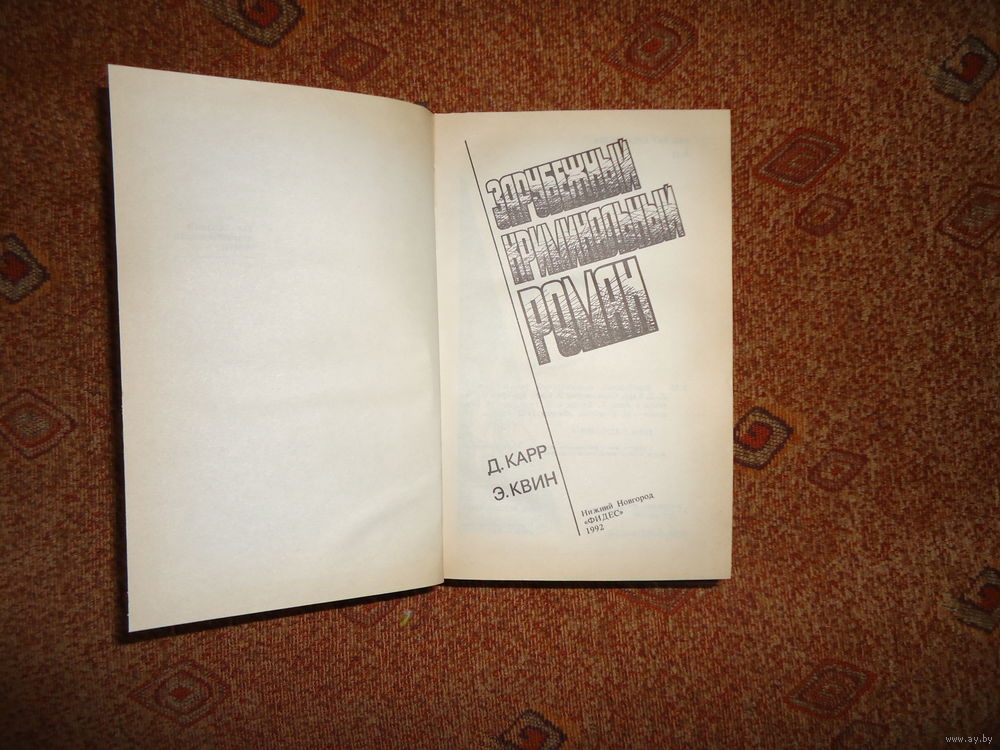 ЗАРУБЕЖНЫЙ
КРИМИНАЛЬНЫЙ
РОМАН
Д. КАРР
Э. КВИН
Нижний Новгород
«ФИДЕС»
1992
www.ay.by